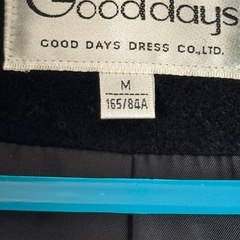 Gooddays
GOOD DAYS DRESS CO.,LTD.
M
165/84A